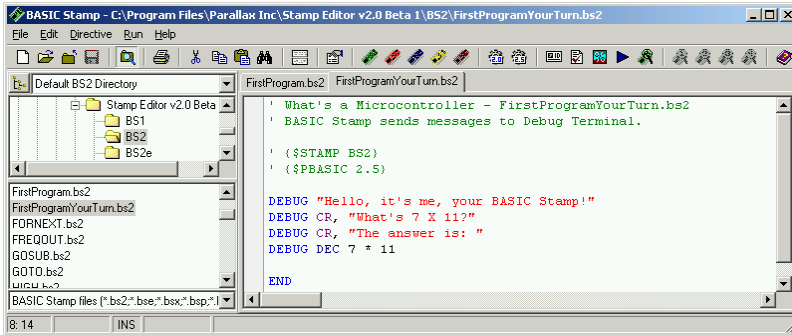 BASIC Stamp - C:\Program Files\Parallax Inc\Stamp Editor v2.0 Beta 1\BS2\FirstProgramYourTurn.bs2
File Edit Directive Run Help
Default BS2 Directory
FirstProgram.bs2 FirstProgramYourTurn.bs2
Stamp Editor v2.0 Beta
BS1
BS2
BS2e
FirstProgram.bs2
FirstProgramYourTurn.bs2
FORNEXT.bs2
FREQOUT.bs2
GOSUB.bs2
GOTO.bs2
HIGH.bs2
BASIC Stamp files (*.bs2;*.bse;*.bsx;*.bsp;*.
' What's a Microcontroller - FirstProgramYourTurn.bs2
' BASIC Stamp sends messages to Debug Terminal.
' {$STAMP BS2}
' {$PBASIC 2.5}
DEBUG "Hello, it's me, your BASIC Stamp!"
DEBUG CR, "What's 7 X 11?"
DEBUG CR, "The answer is: "
DEBUG DEC 7 * 11
END
8: 14 INS